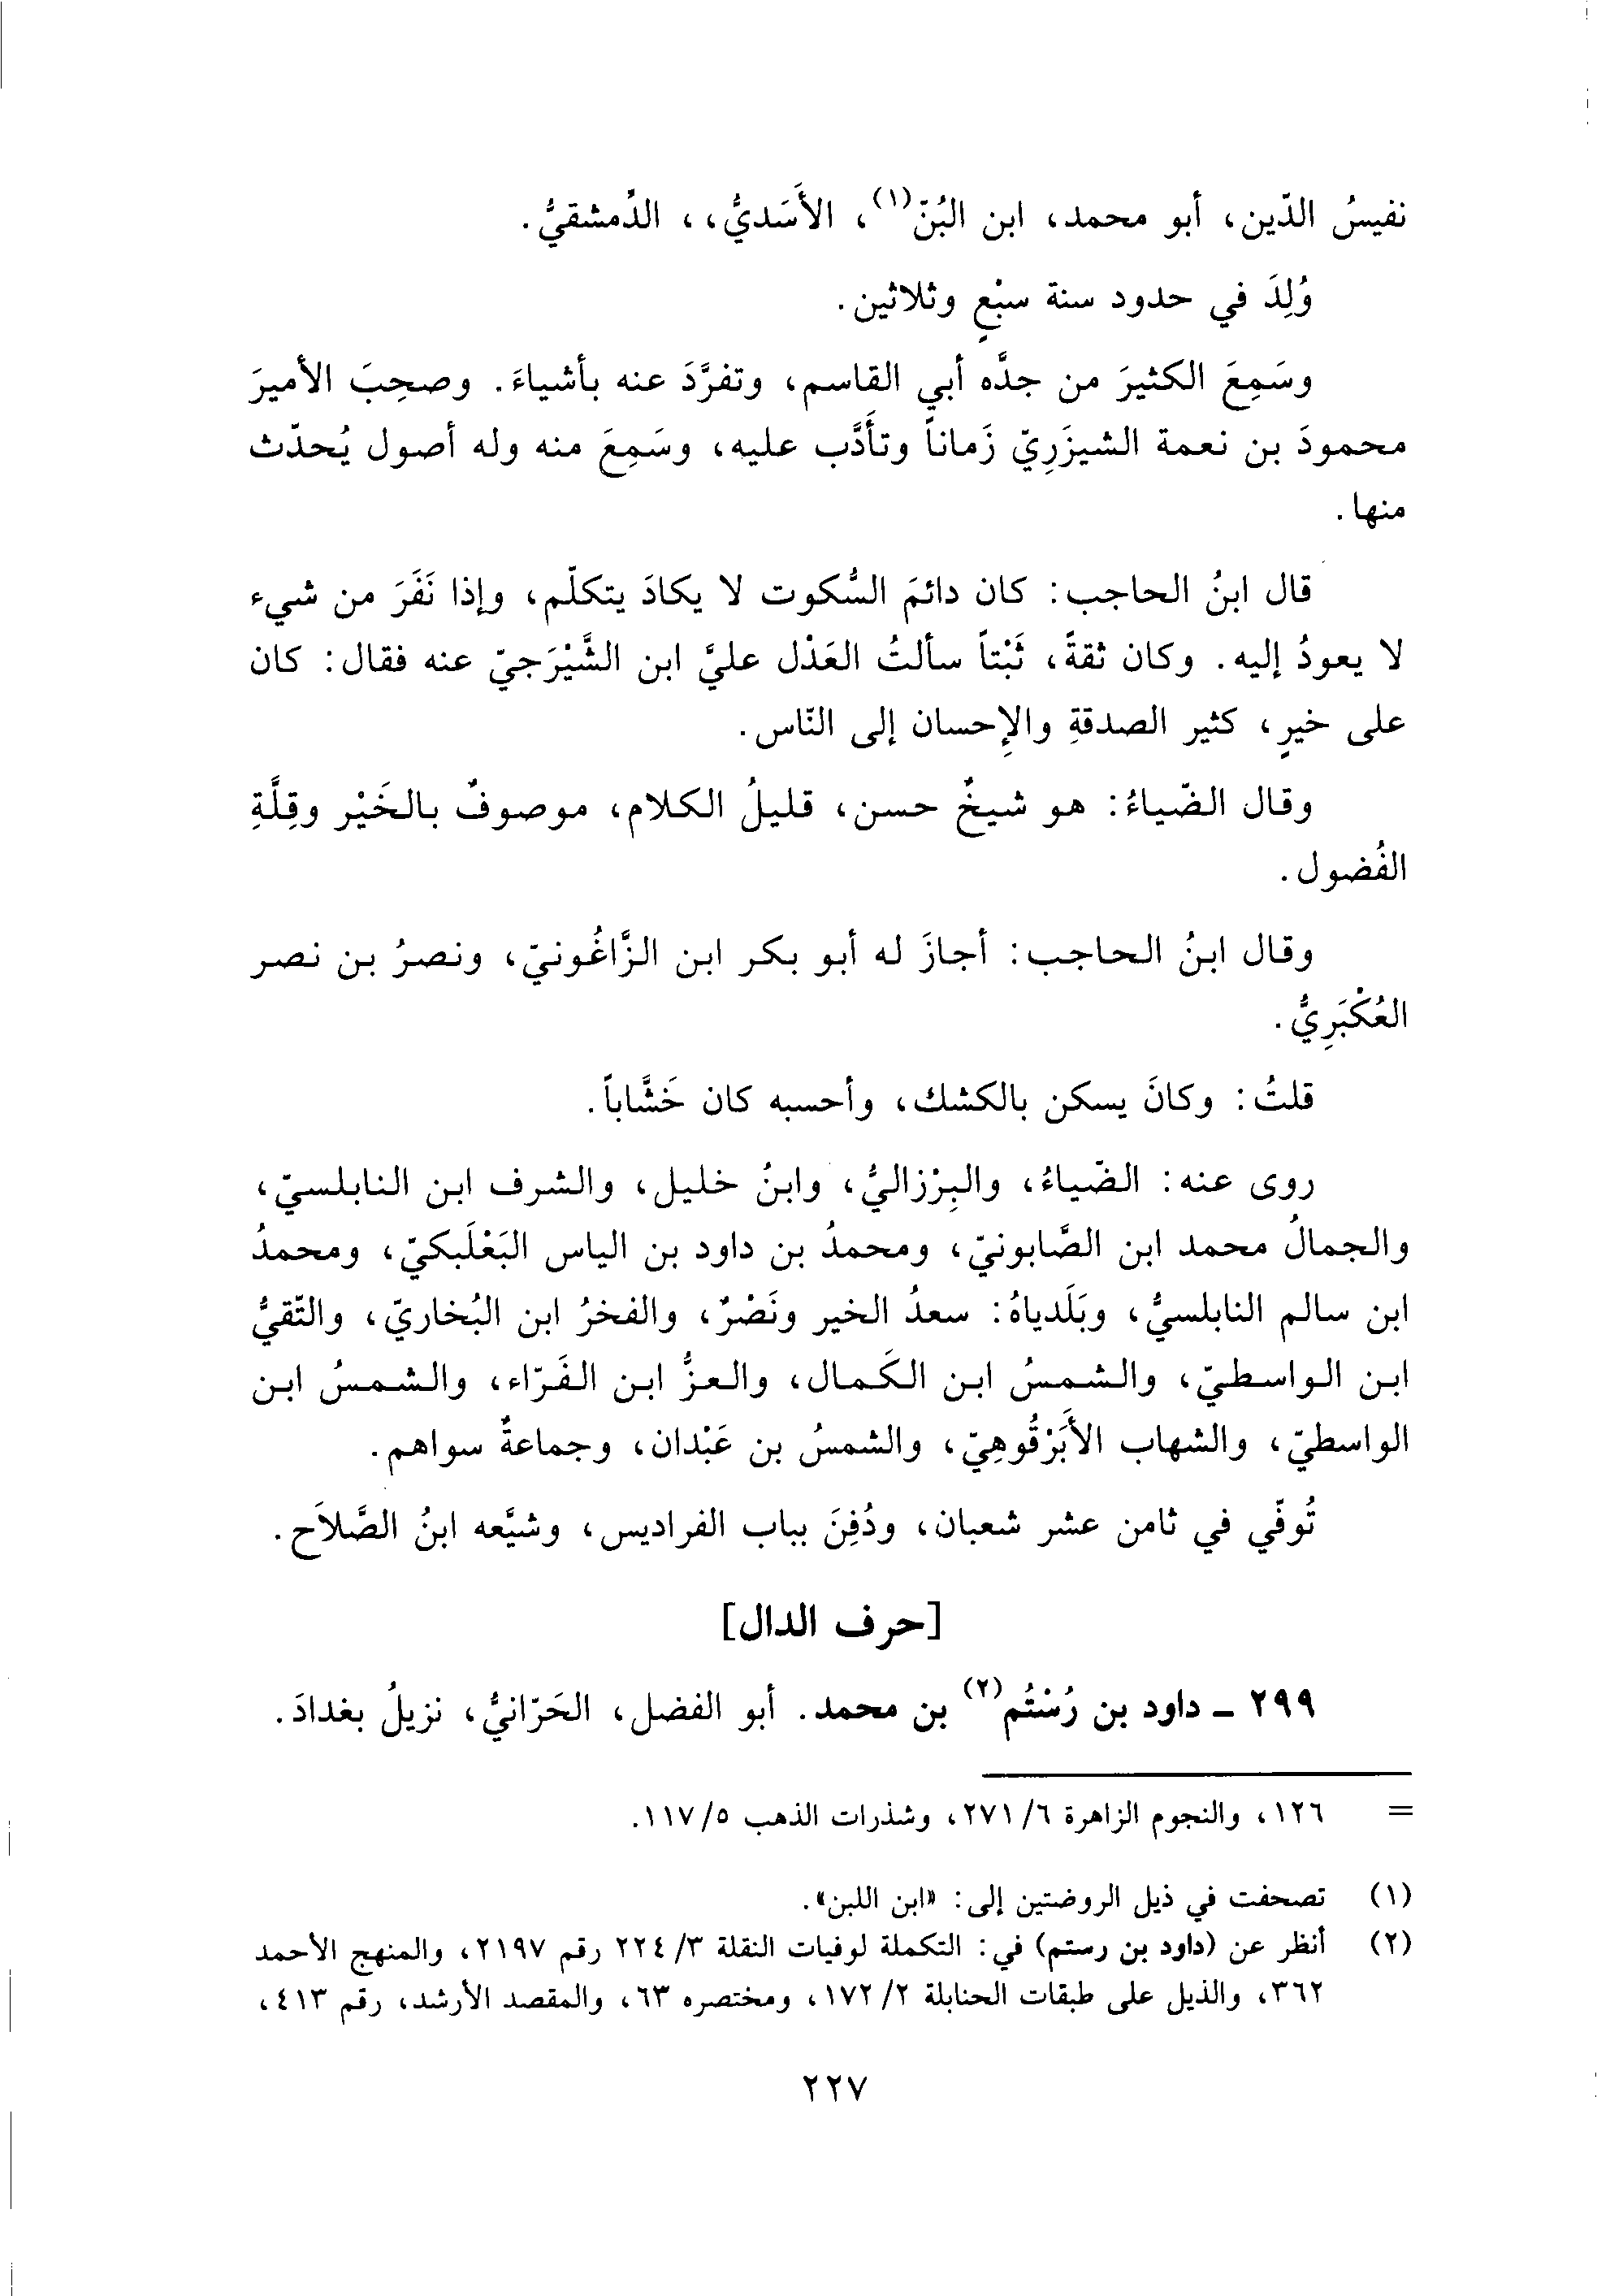 نفيسُ الدّين، أبو محمد، ابن البُنّ(١)، الأَسَديُّ،، الدِّمشقيُّ.
وُلِدَ في حدود سنة سبْعٍ وثلاثين.
وسَمِعَ الكثيرَ من جدَّه أبي القاسم، وتفرَّدَ عنه بأشياءَ. وصحِبَ الأميرَ
محمودَ بن نعمة الشيزَرِيّ زَماناً وتأَدَّب عليه، وسَمِعَ منه وله أصول يُحدّث
منها.
قال ابنُ الحاجب: كان دائمَ السُّكوت لا يكادَ يتكلّم، وإذا نَفَرَ من شيء
لا يعودُ إليه. وكان ثقةً، ثَبْتاً سألتُ العَذْل عليَّ ابن الشَّيْرَجيّ عنه فقال: كان
على خيرٍ، كثير الصدقةِ والإِحسان إلى النّاس.
وقال الضّياءُ: هو شيخٌ حسن، قليلُ الكلام، موصوفٌ بالخَيْر وقِلَّةِ
الفُضول.
وقال ابنُ الحاجب: أجازَ له أبو بكر ابن الزَّاغُونيّ، ونصرُ بن نصر
العُكْبَرِيُّ.
قلتُ: وكانَ يسكن بالكشك، وأحسبه كان خَشَّاباً.
روى عنه: الضّياءُ، والبِرْزاليُّ، وابنُ خليل، والشرف ابن النابلسيّ،
والجمالُ محمد ابن الصَّابونيّ، ومحمدُ بن داود بن الياس البَعْلَبكيّ، ومحمدُ
ابن سالم النابلسيُّ، وبَلَدياهُ: سعدُ الخير ونَصْرٌ، والفخرُ ابن البُخاريّ، والتّقيُّ
ابن الواسطيّ، والشمسُ ابن الكَمال، والعزُّ ابن الفَرّاء، والشمسُ ابن
الواسطيّ، والشهاب الأَبَرْقُوهِيّ، والشمسُ بن عَبْدان، وجماعةٌ سواهم.
تُوفّي في ثامن عشر شعبان، ودُفِنَ بباب الفراديس، وشيَّعه ابنُ الصَّلاَح.
[حرف الدال]
٢٩٩ - داود بن رُسْتُم(٢) بن محمد. أبو الفضل، الحَرّانيُّ، نزيلُ بغدادَ.
= ١٢٦، والنجوم الزاهرة ٦/ ٢٧١، وشذرات الذهب ٥/ ١١٧.
(١) تصحفت في ذيل الروضتين إلى: «ابن اللبن».
(٢) أنظر عن (داود بن رستم) في: التكملة لوفيات النقلة ٣/ ٢٢٤ رقم ٢١٩٧، والمنهج الأحمد
٣٦٢، والذيل على طبقات الحنابلة ٢/ ١٧٢، ومختصره ٦٣، والمقصد الأرشد، رقم ٤١٣،
٢٢٧